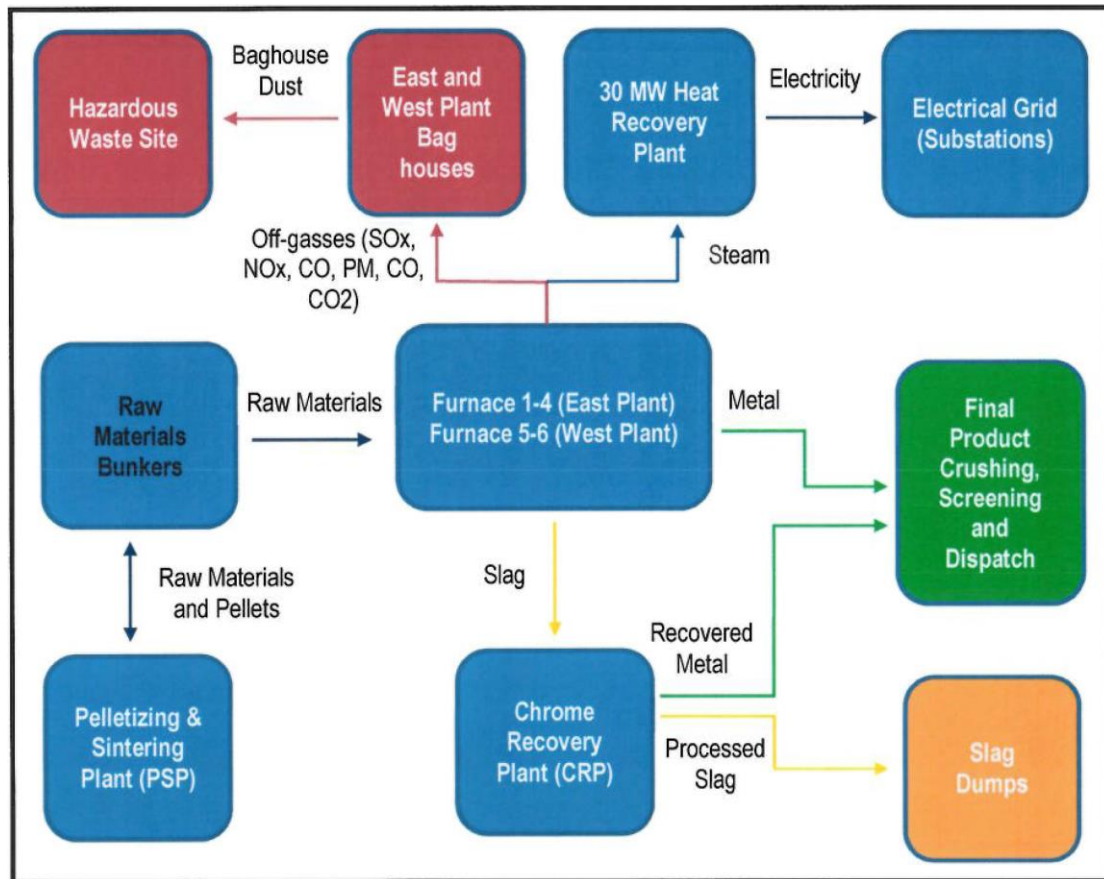 Hazardous
Waste Site
Baghouse
Dust
East and
West Plant
Bag
houses
30 MW Heat
Recovery
Plant
Electricity
Electrical Grid
(Substations)
Off-gasses (SOx,
NOx, CO, PM, CO,
CO2)
Steam
Raw
Materials
Bunkers
Raw Materials
Furnace 1-4 (East Plant)
Furnace 5-6 (West Plant)
Metal
Final
Product
Crushing,
Screening
and
Dispatch
Raw Materials
and Pellets
Slag
Pelletizing &
Sintering
Plant (PSP)
Chrome
Recovery
Plant (CRP)
Recovered
Metal
Processed
Slag
Slag
Dumps